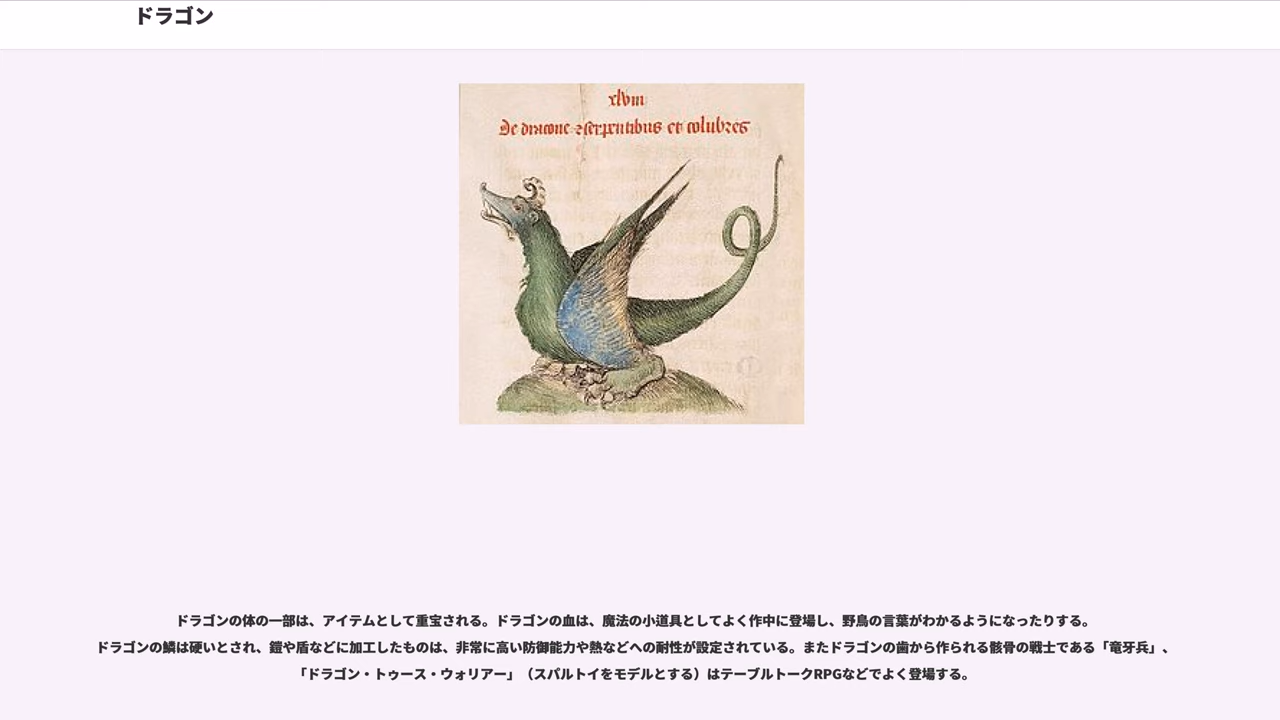 ドラゴン
xlviii
De dracone et serpentibus et colubres
ドラゴンの体の一部は、アイテムとして重宝される。ドラゴンの血は、魔法の小道具としてよく作中に登場し、野鳥の言葉がわかるようになったりする。
ドラゴンの鱗は硬いとされ、鎧や盾などに加工したものは、非常に高い防御能力や熱などへの耐性が設定されている。またドラゴンの歯から作られる骸骨の戦士である「竜牙兵」、
「ドラゴン・トゥース・ウォリアー」（スパルトイをモデルとする）はテーブルトークRPGなどでよく登場する。